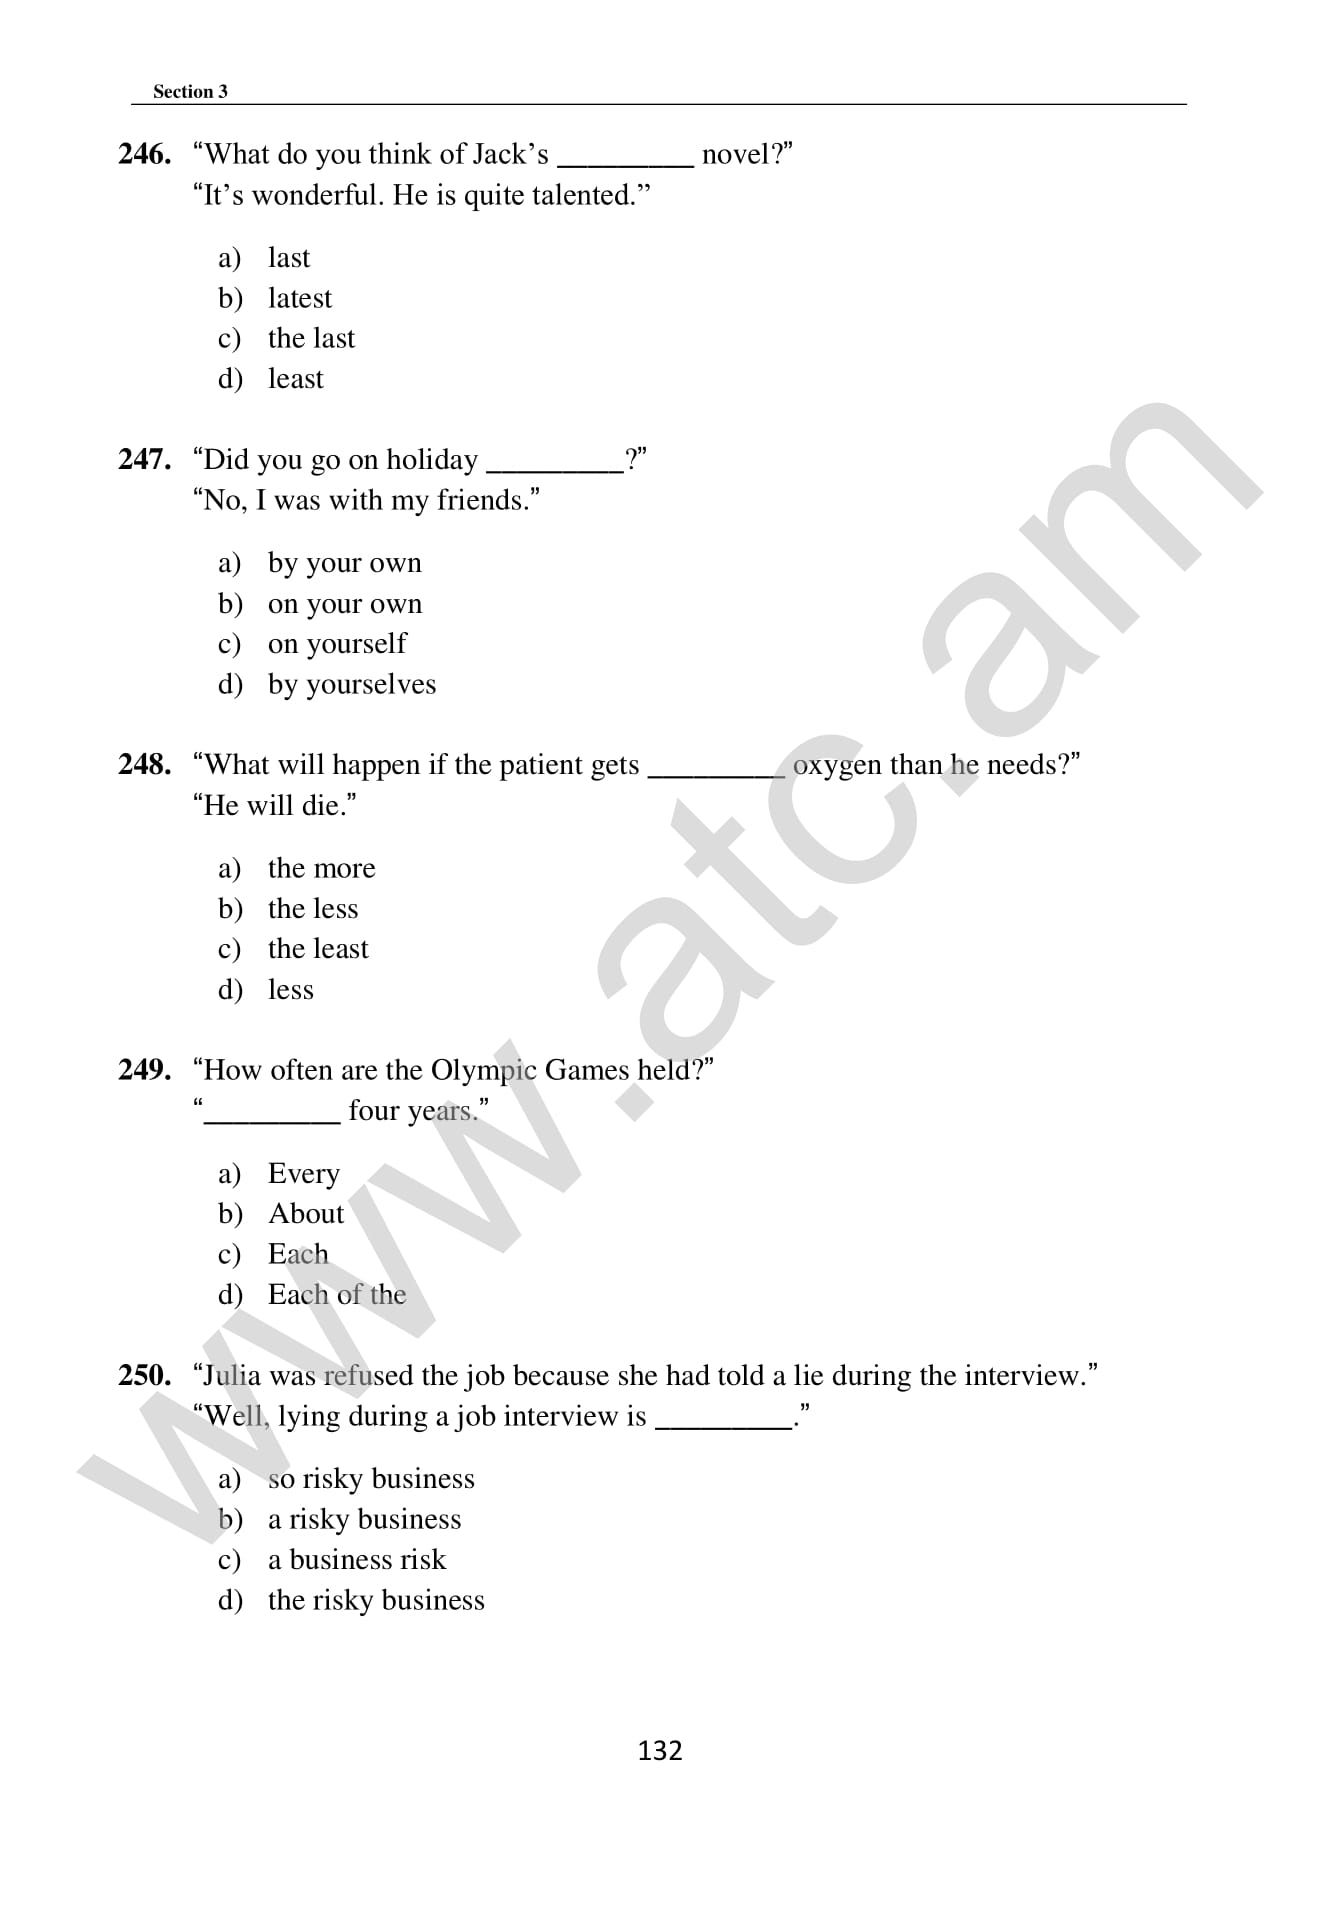 Section 3
246. “What do you think of Jack’s _________ novel?”
“It’s wonderful. He is quite talented.”
a) last
b) latest
c) the last
d) least
247. “Did you go on holiday _________?”
“No, I was with my friends.”
a) by your own
b) on your own
c) on yourself
d) by yourselves
248. “What will happen if the patient gets _________ oxygen than he needs?”
“He will die.”
a) the more
b) the less
c) the least
d) less
249. “How often are the Olympic Games held?”
“_________ four years.”
a) Every
b) About
c) Each
d) Each of the
250. “Julia was refused the job because she had told a lie during the interview.”
“Well, lying during a job interview is _________.”
a) so risky business
b) a risky business
c) a business risk
d) the risky business
132
www.atc.am